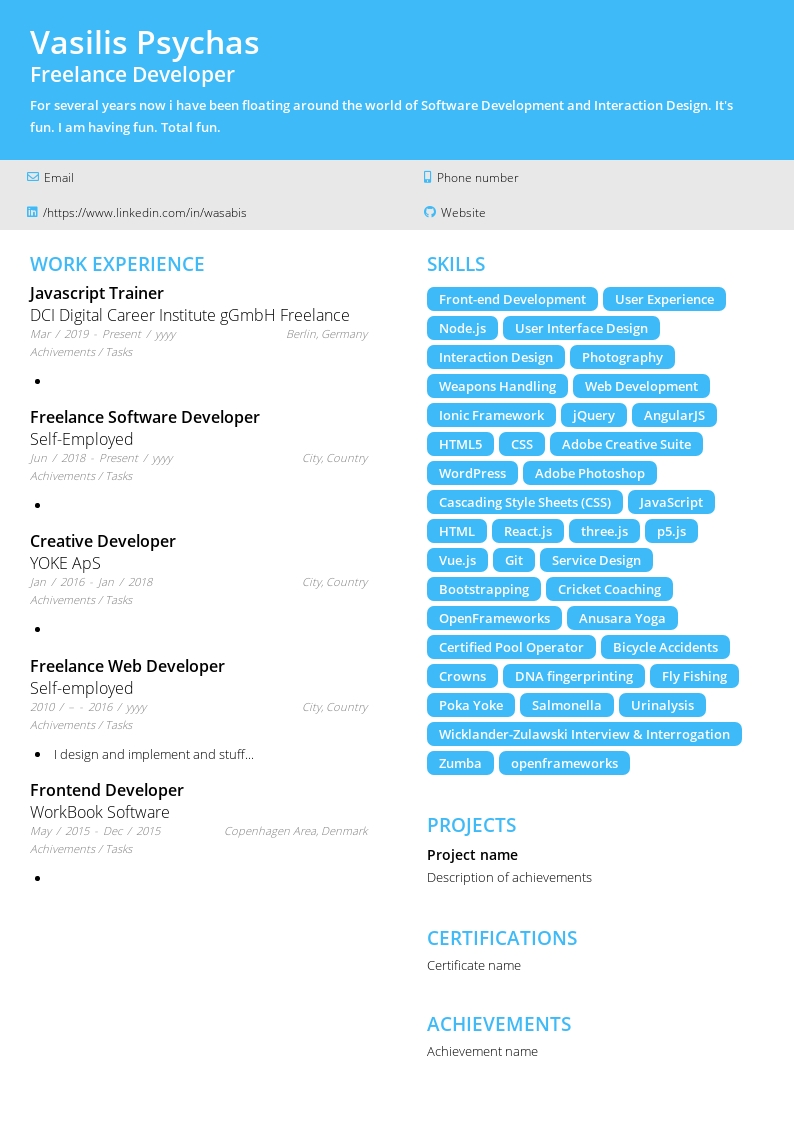 Vasilis Psychas
Freelance Developer
For several years now i have been floating around the world of Software Development and Interaction Design. It's
fun. I am having fun. Total fun.
Email
Phone number
/https://www.linkedin.com/in/wasabis
Website
WORK EXPERIENCE
Javascript Trainer
DCI Digital Career Institute gGmbH Freelance
Mar / 2019 - Present / yyyy Berlin, Germany
Achivements / Tasks
•
Freelance Software Developer
Self-Employed
Jun / 2018 - Present / yyyy City, Country
Achivements / Tasks
•
Creative Developer
YOKE ApS
Jan / 2016 - Jan / 2018 City, Country
Achivements / Tasks
•
Freelance Web Developer
Self-employed
2010 / – - 2016 / yyyy City, Country
Achivements / Tasks
• I design and implement and stuff...
Frontend Developer
WorkBook Software
May / 2015 - Dec / 2015 Copenhagen Area, Denmark
Achivements / Tasks
•
SKILLS
Front-end Development User Experience
Node.js User Interface Design
Interaction Design Photography
Weapons Handling Web Development
Ionic Framework jQuery AngularJS
HTML5 CSS Adobe Creative Suite
WordPress Adobe Photoshop
Cascading Style Sheets (CSS) JavaScript
HTML React.js three.js p5.js
Vue.js Git Service Design
Bootstrapping Cricket Coaching
OpenFrameworks Anusara Yoga
Certified Pool Operator Bicycle Accidents
Crowns DNA fingerprinting Fly Fishing
Poka Yoke Salmonella Urinalysis
Wicklander-Zulawski Interview & Interrogation
Zumba openframeworks
PROJECTS
Project name
Description of achievements
CERTIFICATIONS
Certificate name
ACHIEVEMENTS
Achievement name